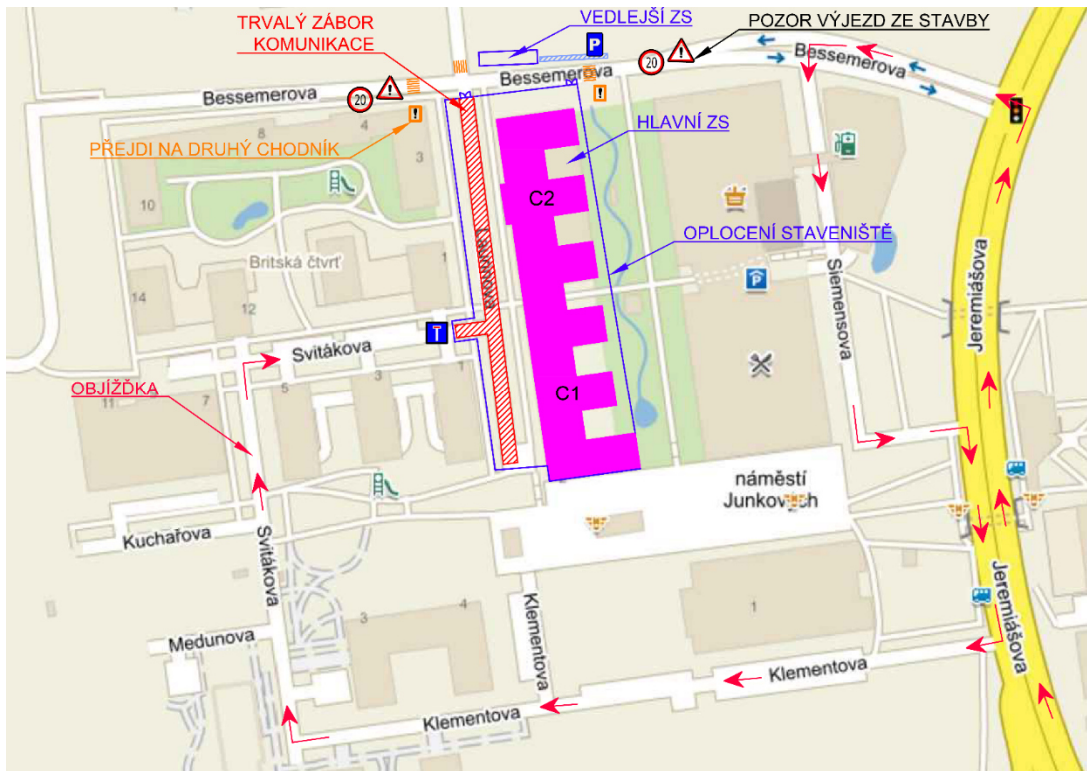 TRVALÝ ZÁBOR
KOMUNIKACE
VEDLEJŠÍ ZS
POZOR VÝJEZD ZE STAVBY
P
20
Bessemerova
Bessemerova
Bessemerova
20
!
!
!
!
PŘEJDI NA DRUHÝ CHODNÍK
HLAVNÍ ZS
8
4
3
10
C2
OPLOCENÍ STAVENIŠTĚ
Britská čtvrť
1
14
12
P
Siemensova
Jeremiášova
Svitákova
OBJÍŽĎKA
11
9
7
5
3
1
C1
náměstí
Junkových
Kuchařova
Svitákova
Medunova
3
4
Klementova
1
Jeremiášova
Klementova
Klementova